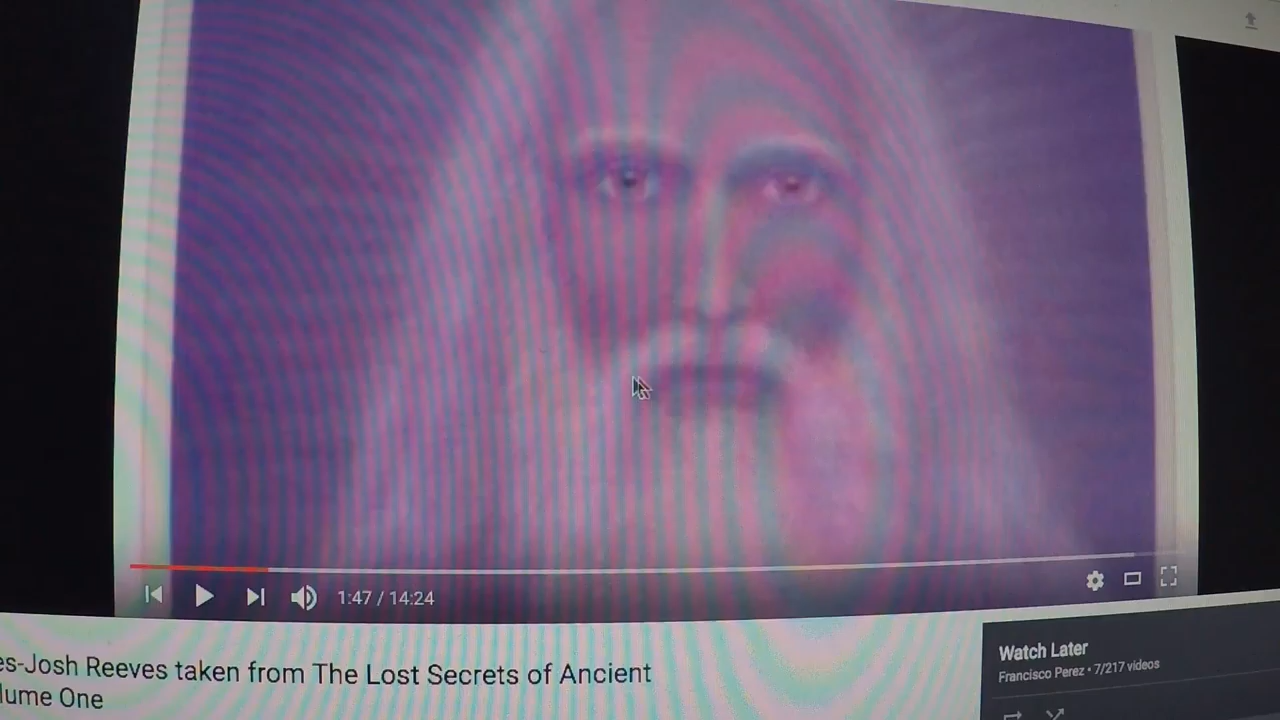 1:47 / 14:24
es-Josh Reeves taken from The Lost Secrets of Ancient
lume One
Watch Later
Francisco Perez • 7/217 videos